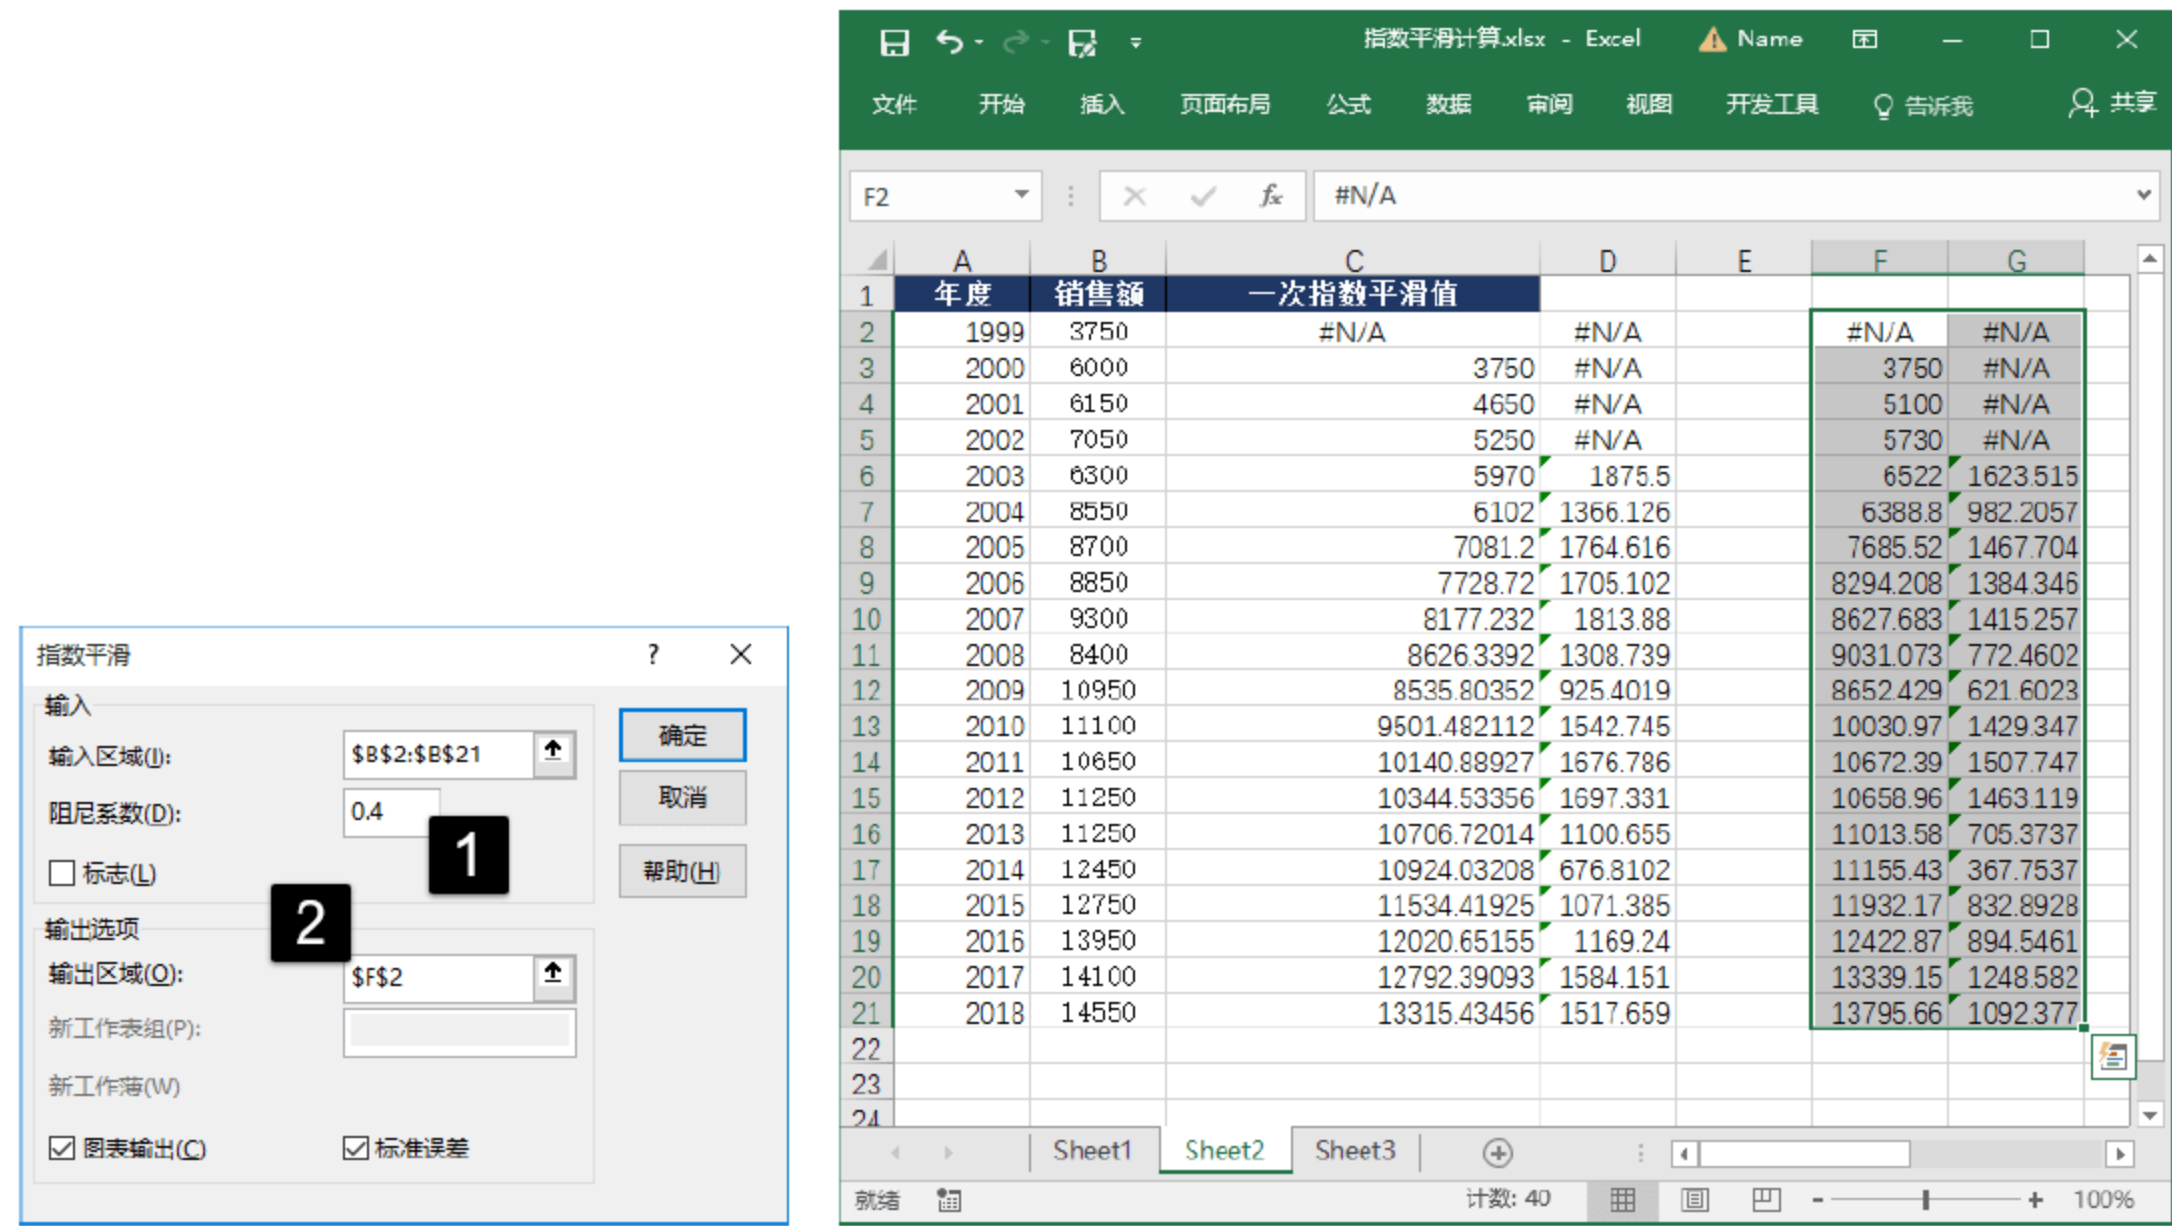 指数平滑
?
输入
输入区域(I):
$B$2:$B$21
阻尼系数(D):
0.4
1
标志(L)
2
输出选项
输出区域(O):
$F$2
新工作表组(P):
新工作薄(W)
图表输出(C)
标准误差
确定
取消
帮助(H)
指数平滑计算.xlsx - Excel
Name
文件 开始 插入 页面布局 公式 数据 审阅 视图 开发工具 告诉我 共享
F2 fx #N/A
A B C D E F G
1 年度 销售额 一次指数平滑值
2 1999 3750 #N/A #N/A #N/A #N/A
3 2000 6000 3750 #N/A 3750 #N/A
4 2001 6150 4650 #N/A 5100 #N/A
5 2002 7050 5250 #N/A 5730 #N/A
6 2003 6300 5970 1875.5 6522 1623.515
7 2004 8550 6102 1366.126 6388.8 982.2057
8 2005 8700 7081.2 1764.616 7685.52 1467.704
9 2006 8850 7728.72 1705.102 8294.208 1384.346
10 2007 9300 8177.232 1813.88 8627.683 1415.257
11 2008 8400 8626.3392 1308.739 9031.073 772.4602
12 2009 10950 8535.80352 925.4019 8652.429 621.6023
13 2010 11100 9501.482112 1542.745 10030.97 1429.347
14 2011 10650 10140.88927 1676.786 10672.39 1507.747
15 2012 11250 10344.53356 1697.331 10658.96 1463.119
16 2013 11250 10706.72014 1100.655 11013.58 705.3737
17 2014 12450 10924.03208 676.8102 11155.43 367.7537
18 2015 12750 11534.41925 1071.385 11932.17 832.8928
19 2016 13950 12020.65155 1169.24 12422.87 894.5461
20 2017 14100 12792.39093 1584.151 13339.15 1248.582
21 2018 14550 13315.43456 1517.659 13795.66 1092.377
22
23
24
Sheet1 Sheet2 Sheet3
就绪 计数: 40 100%